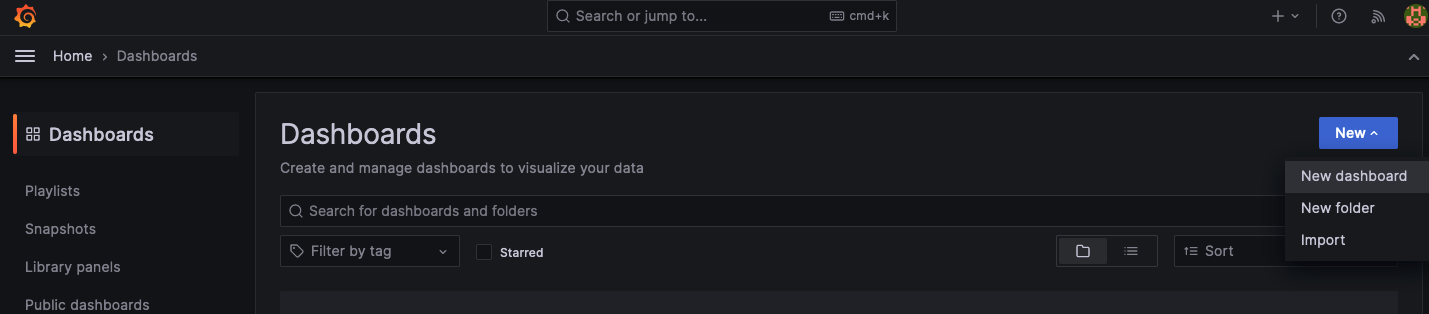 Search or jump to... cmd+k
Home > Dashboards
Dashboards
Playlists
Snapshots
Library panels
Public dashboards
Dashboards
Create and manage dashboards to visualize your data
New
New dashboard
New folder
Import
Search for dashboards and folders
Filter by tag
Starred
Sort